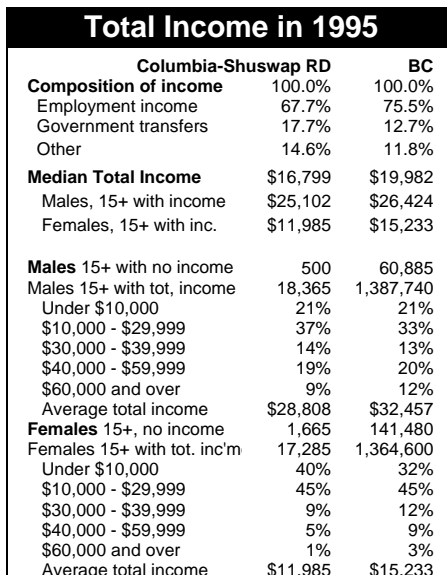 Total Income in 1995
Columbia-Shuswap RD BC
Composition of income 100.0% 100.0%
Employment income 67.7% 75.5%
Government transfers 17.7% 12.7%
Other 14.6% 11.8%
Median Total Income $16,799 $19,982
Males, 15+ with income $25,102 $26,424
Females, 15+ with inc. $11,985 $15,233
Males 15+ with no income 500 60,885
Males 15+ with tot, income 18,365 1,387,740
Under $10,000 21% 21%
$10,000 - $29,999 37% 33%
$30,000 - $39,999 14% 13%
$40,000 - $59,999 19% 20%
$60,000 and over 9% 12%
Average total income $28,808 $32,457
Females 15+, no income 1,665 141,480
Females 15+ with tot. inc'm 17,285 1,364,600
Under $10,000 40% 32%
$10,000 - $29,999 45% 45%
$30,000 - $39,999 9% 12%
$40,000 - $59,999 5% 9%
$60,000 and over 1% 3%
Average total income $11,985 $15,233